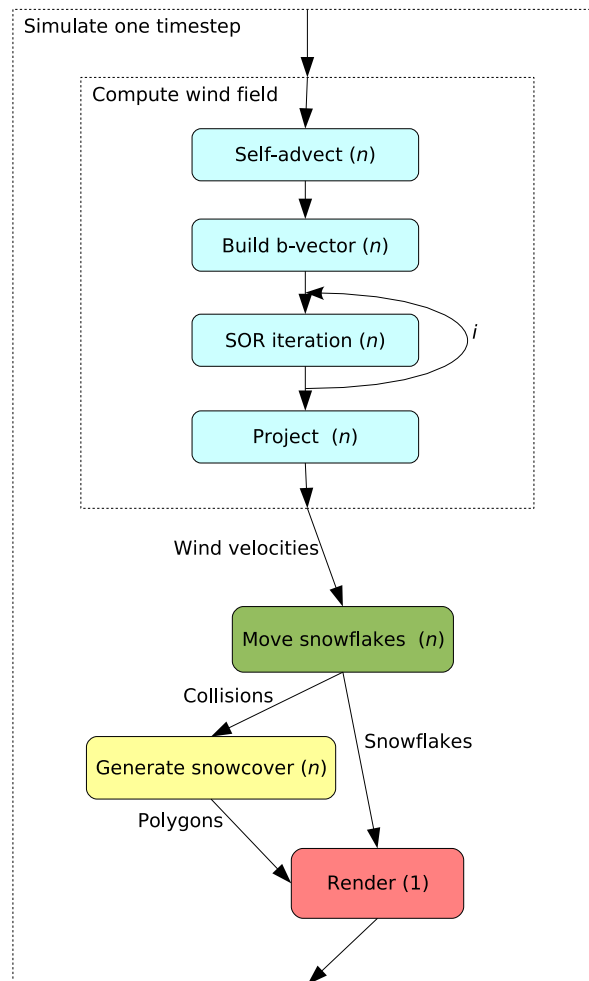 Simulate one timestep
Compute wind field
Self-advect (n)
Build b-vector (n)
SOR iteration (n)
i
Project (n)
Wind velocities
Move snowflakes (n)
Collisions
Snowflakes
Generate snowcover (n)
Polygons
Render (1)